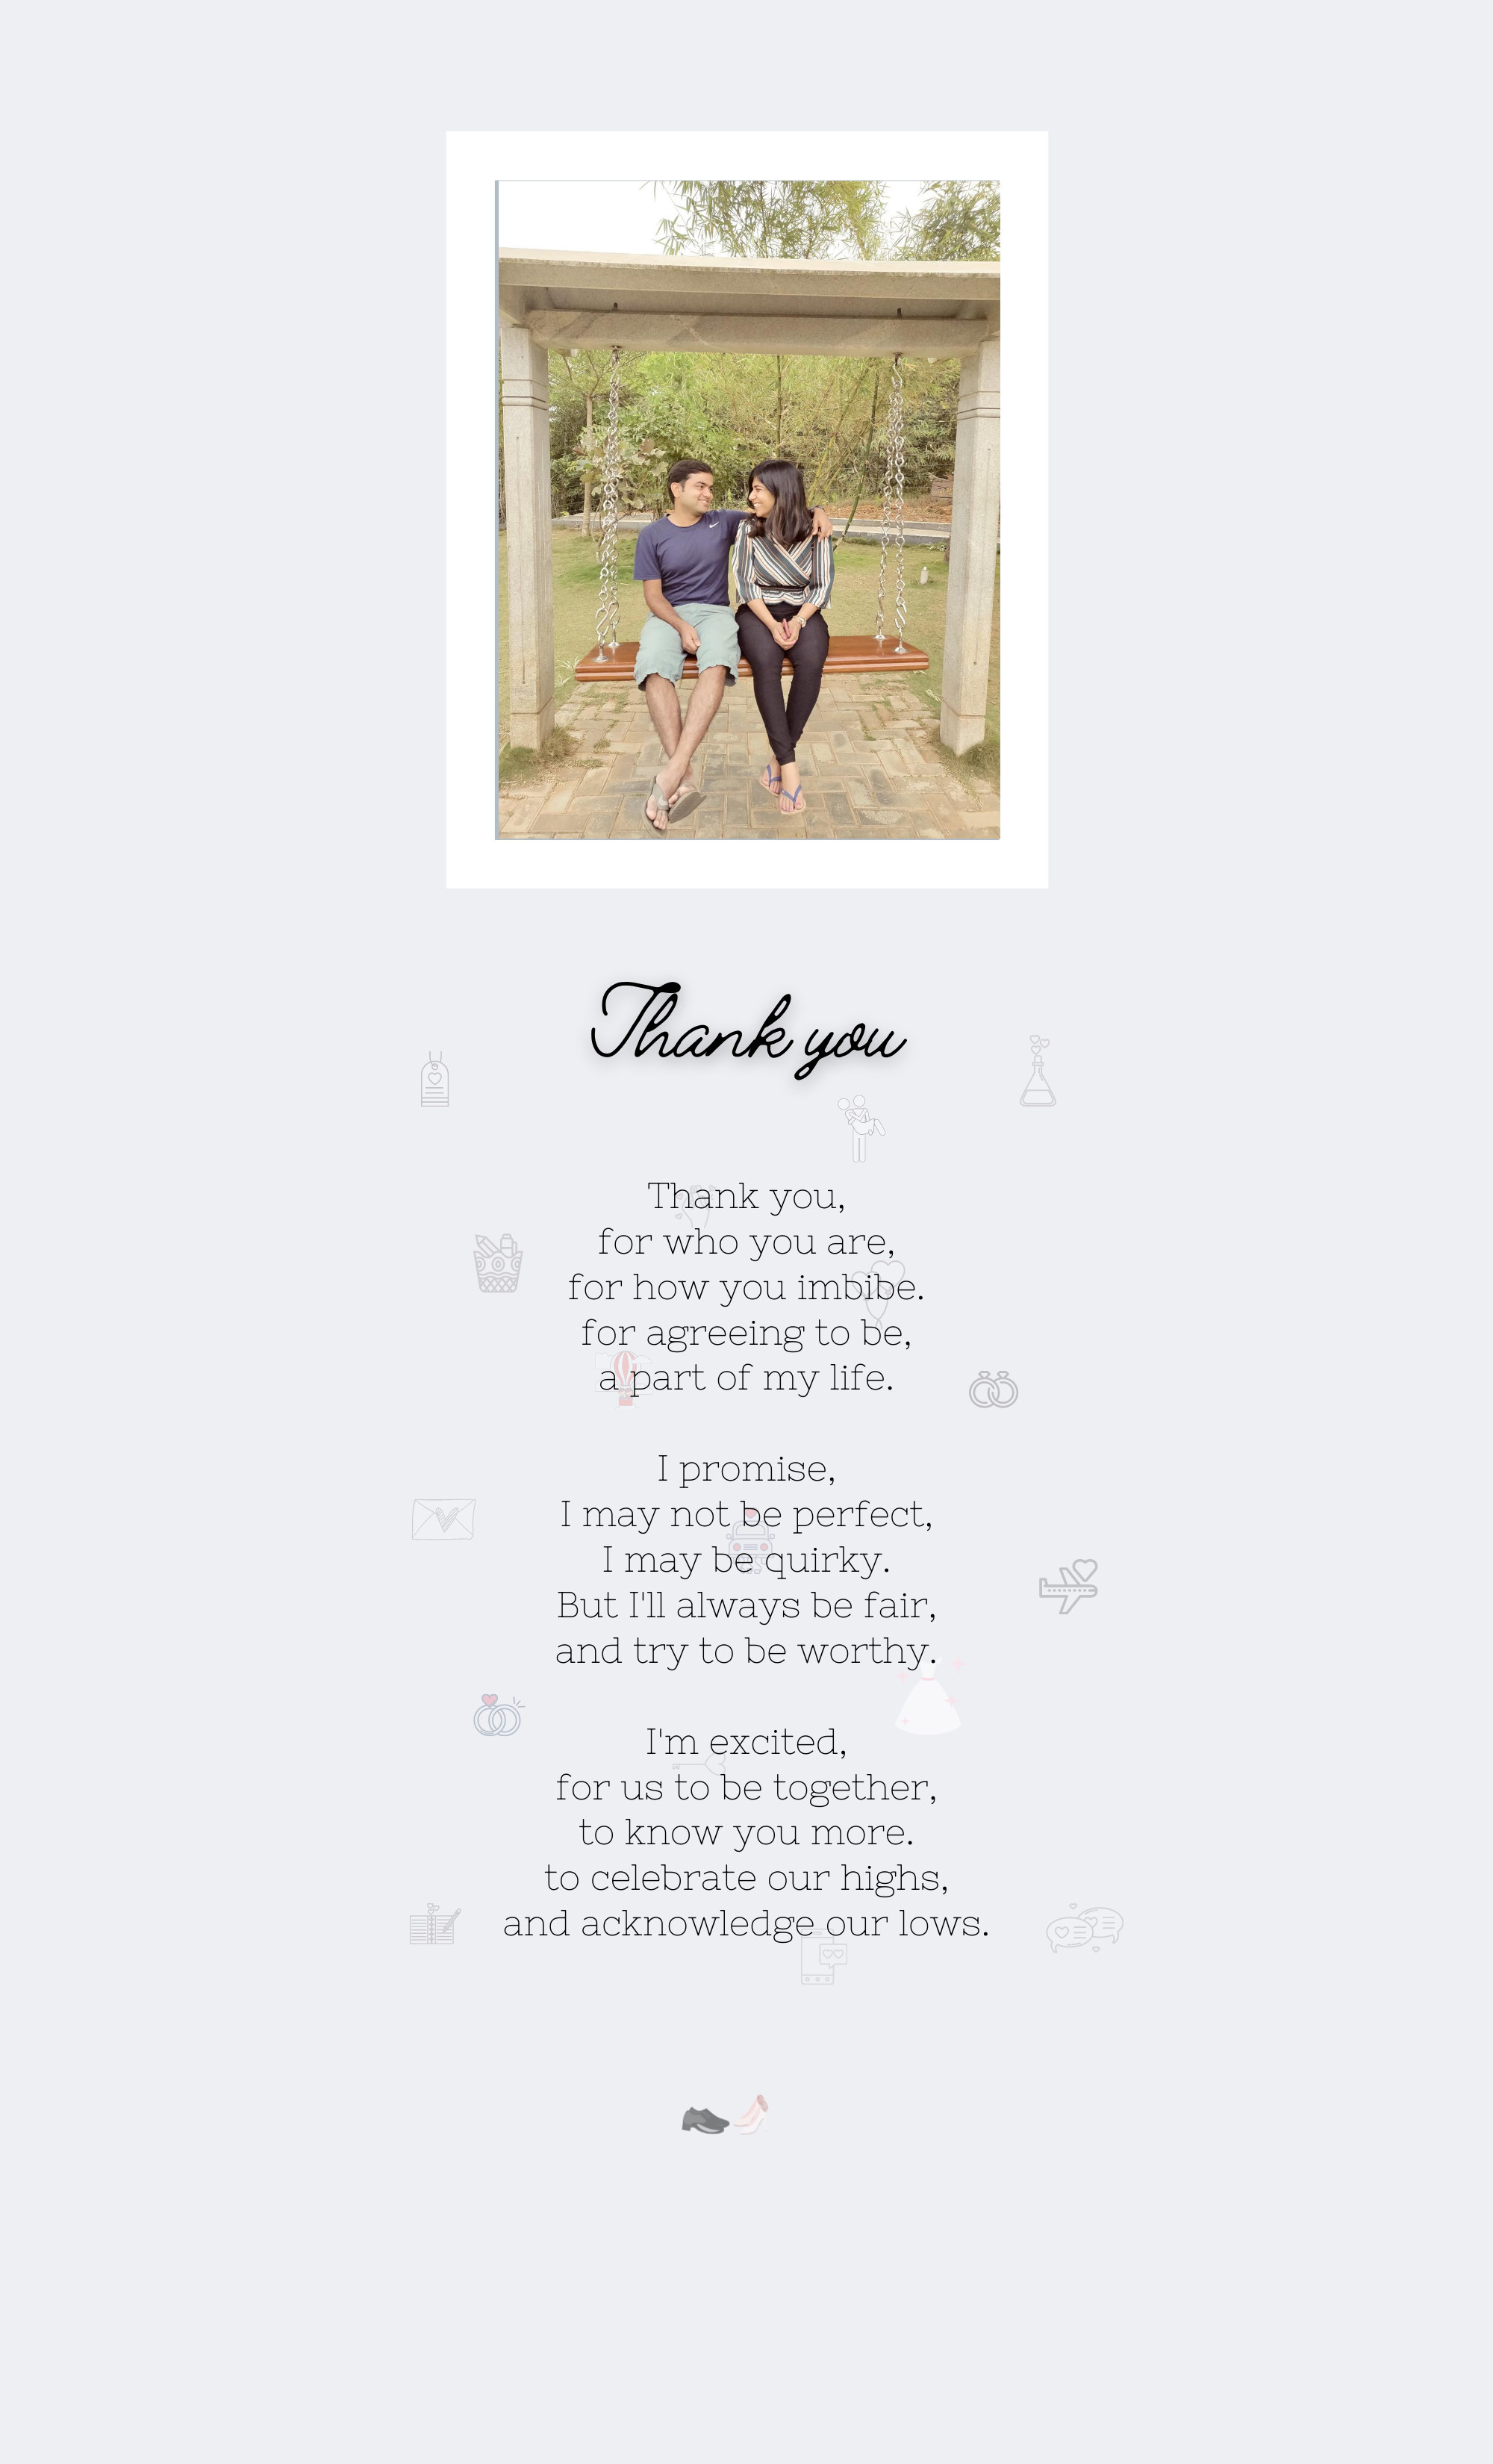 Thank you
Thank you,
for who you are,
for how you imbibe.
for agreeing to be,
a part of my life.
I promise,
I may not be perfect,
I may be quirky.
But I'll always be fair,
and try to be worthy.
I'm excited,
for us to be together,
to know you more.
to celebrate our highs,
and acknowledge our lows.